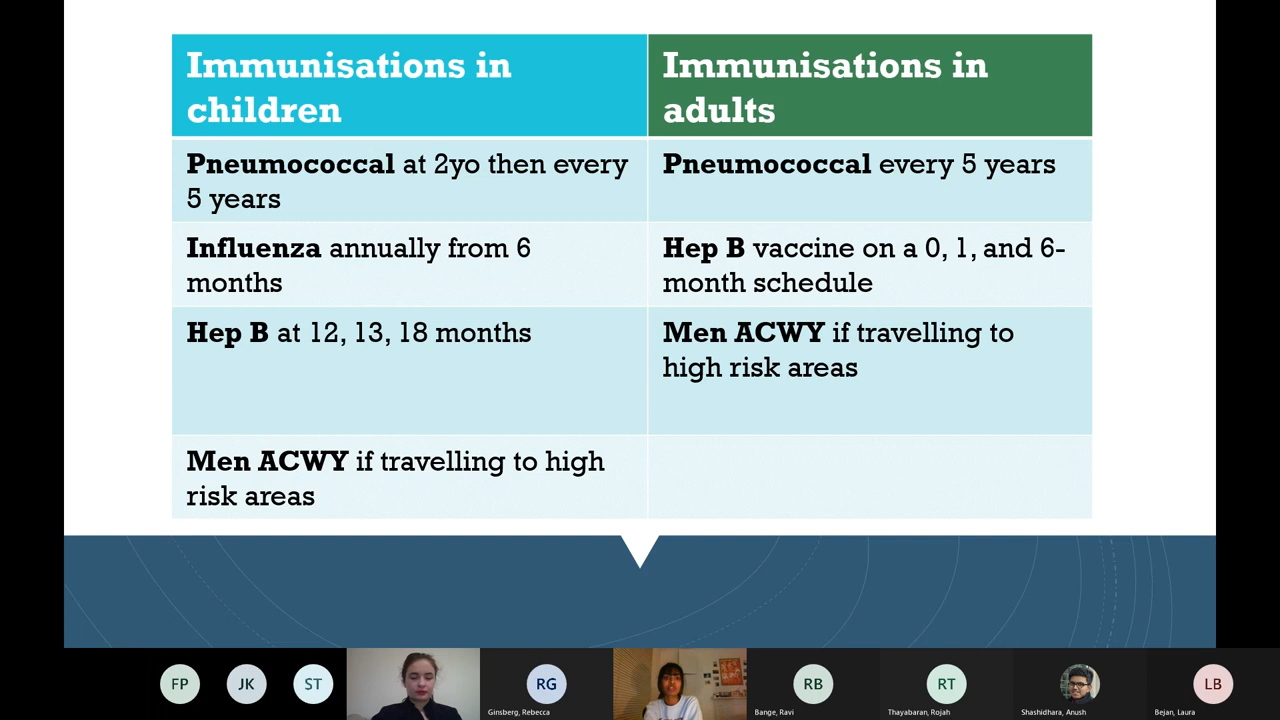 Immunisations in
children
Immunisations in
adults
Pneumococcal at 2yo then every
5 years
Pneumococcal every 5 years
Influenza annually from 6
months
Hep B vaccine on a 0, 1, and 6-
month schedule
Hep B at 12, 13, 18 months
Men ACWY if travelling to
high risk areas
Men ACWY if travelling to high
risk areas
FP
JK
ST
RG
RB
RT
LB
Ginsberg, Rebecca
Bange, Ravi
Thayabaran, Rojah
Shashidhara, Anush
Bejan, Laura